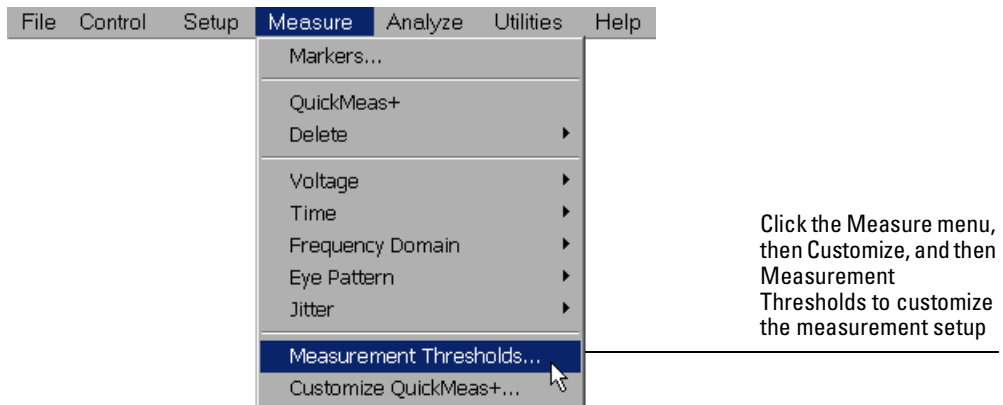 File Control Setup Measure Analyze Utilities Help
Markers...
QuickMeas+
Delete
Voltage
Time
Frequency Domain
Eye Pattern
Jitter
Measurement Thresholds...
Customize QuickMeas+...
Click the Measure menu,
then Customize, and then
Measurement
Thresholds to customize
the measurement setup